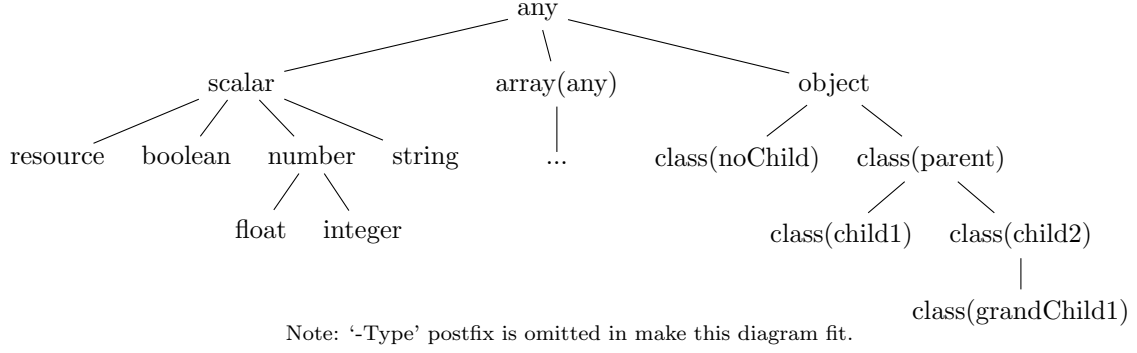 any
scalar array(any) object
resource boolean number string ... class(noChild) class(parent)
float integer class(child1) class(child2)
class(grandChild1)
Note: ‘-Type’ postfix is omitted in make this diagram fit.